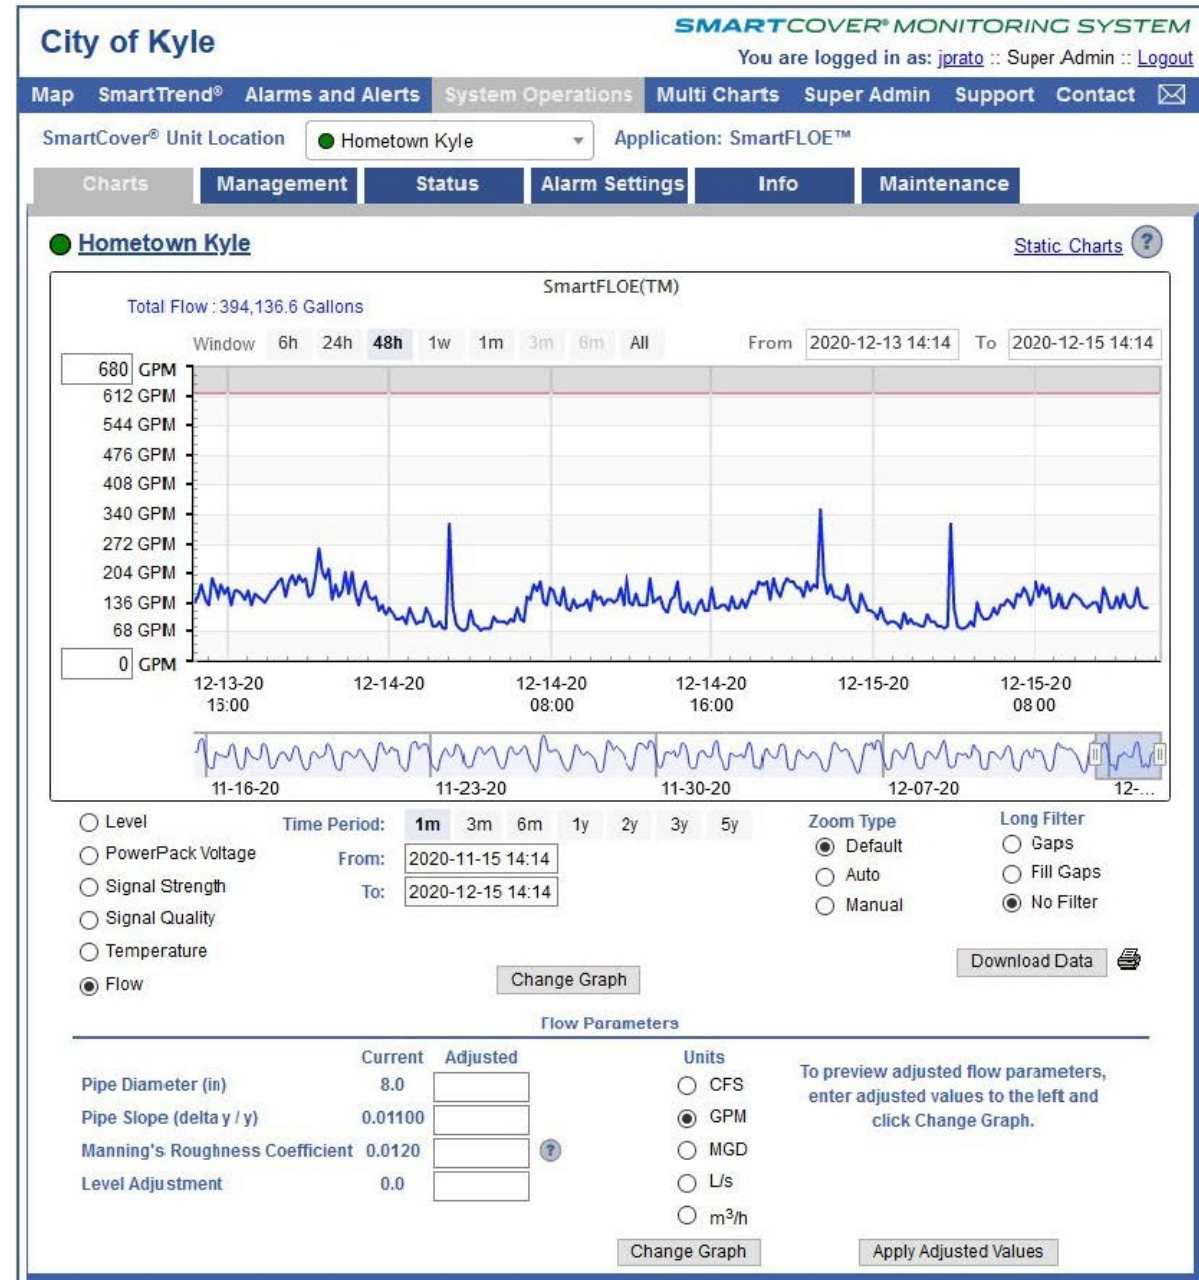 City of Kyle
SMARTCOVER® MONITORING SYSTEM
You are logged in as: jprato :: Super Admin :: Logout
Map SmartTrend® Alarms and Alerts System Operations Multi Charts Super Admin Support Contact
SmartCover® Unit Location Hometown Kyle Application: SmartFLOE™
Charts Management Status Alarm Settings Info Maintenance
Hometown Kyle Static Charts ?
SmartFLOE(TM)
Total Flow : 394,136.6 Gallons
Window 6h 24h 48h 1w 1m 3m 6m All From 2020-12-13 14:14 To 2020-12-15 14:14
680 GPM
612 GPM
544 GPM
476 GPM
408 GPM
340 GPM
272 GPM
204 GPM
136 GPM
68 GPM
0 GPM
12-13-20 12-14-20 12-14-20 12-14-20 12-15-20 12-15-20
16:00 08:00 16:00 08:00
11-16-20 11-23-20 11-30-20 12-07-20 12-...
Level
PowerPack Voltage
Signal Strength
Signal Quality
Temperature
Flow
Time Period: 1m 3m 6m 1y 2y 3y 5y
From: 2020-11-15 14:14
To: 2020-12-15 14:14
Change Graph
Zoom Type
Default
Auto
Manual
Long Filter
Gaps
Fill Gaps
No Filter
Download Data
Flow Parameters
Current Adjusted
Pipe Diameter (in) 8.0
Pipe Slope (delta y / y) 0.01100
Manning's Roughness Coefficient 0.0120 ?
Level Adjustment 0.0
Units
CFS
GPM
MGD
L/s
m³/h
To preview adjusted flow parameters,
enter adjusted values to the left and
click Change Graph.
Change Graph Apply Adjusted Values